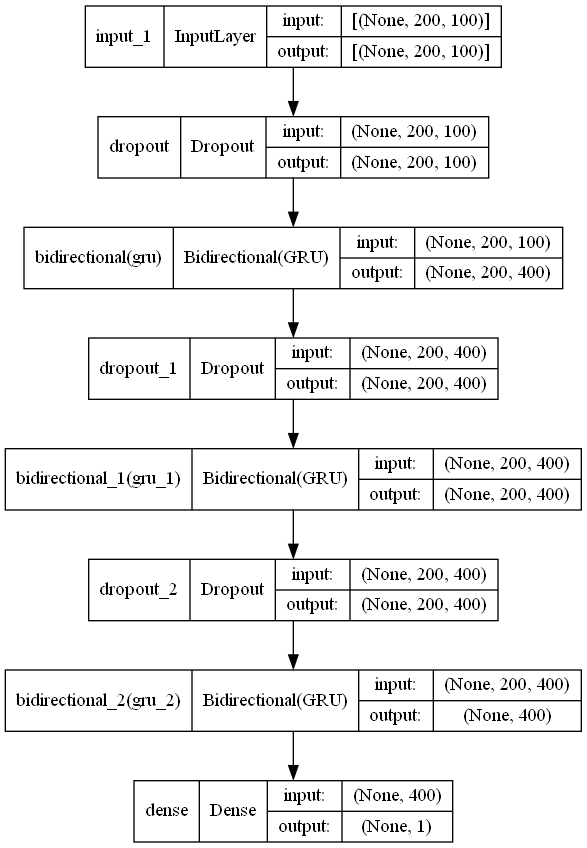 input_1 InputLayer input: [(None, 200, 100)]
output: [(None, 200, 100)]
dropout Dropout input: (None, 200, 100)
output: (None, 200, 100)
bidirectional(gru) Bidirectional(GRU) input: (None, 200, 100)
output: (None, 200, 400)
dropout_1 Dropout input: (None, 200, 400)
output: (None, 200, 400)
bidirectional_1(gru_1) Bidirectional(GRU) input: (None, 200, 400)
output: (None, 200, 400)
dropout_2 Dropout input: (None, 200, 400)
output: (None, 200, 400)
bidirectional_2(gru_2) Bidirectional(GRU) input: (None, 200, 400)
output: (None, 400)
dense Dense input: (None, 400)
output: (None, 1)